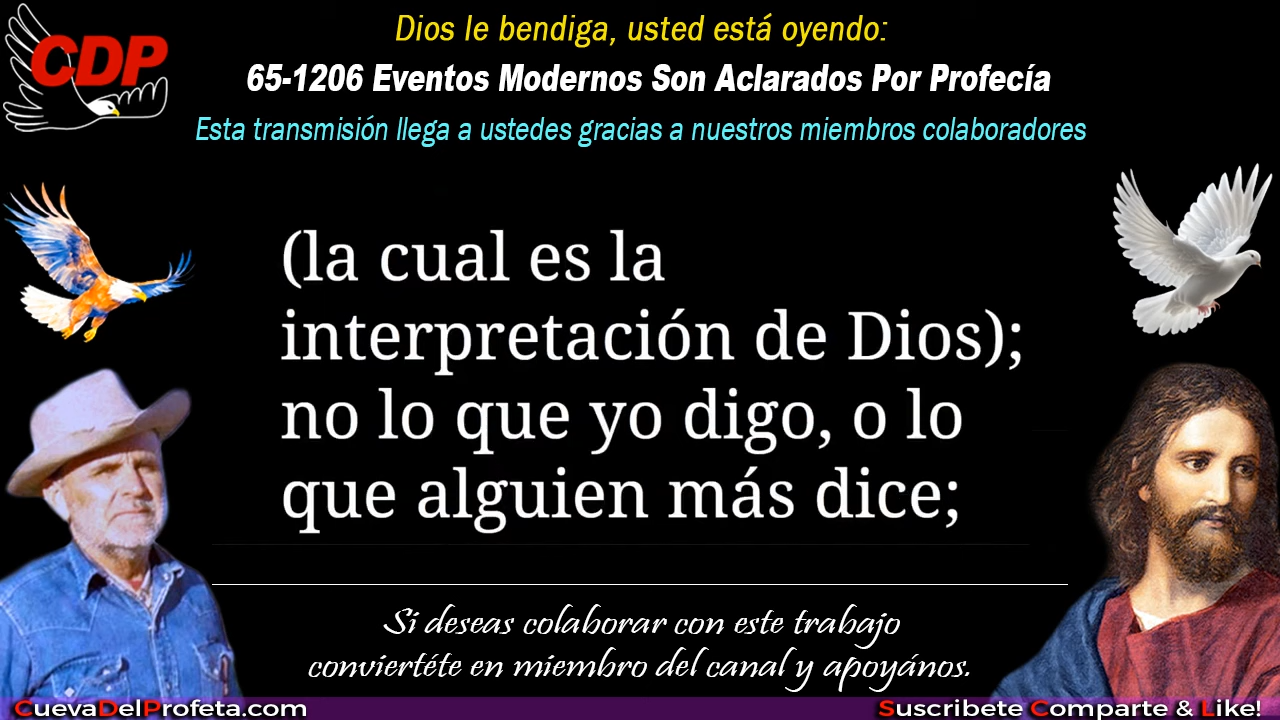 CDP
Dios le bendiga, usted está oyendo:
65-1206 Eventos Modernos Son Aclarados Por Profecía
Esta transmisión llega a ustedes gracias a nuestros miembros colaboradores
(la cual es la
interpretación de Dios);
no lo que yo digo, o lo
que alguien más dice;
Si deseas colaborar con este trabajo
conviertéte en miembro del canal y apoyános.
CuevaDelProfeta.com
Suscribete Comparte & Like!